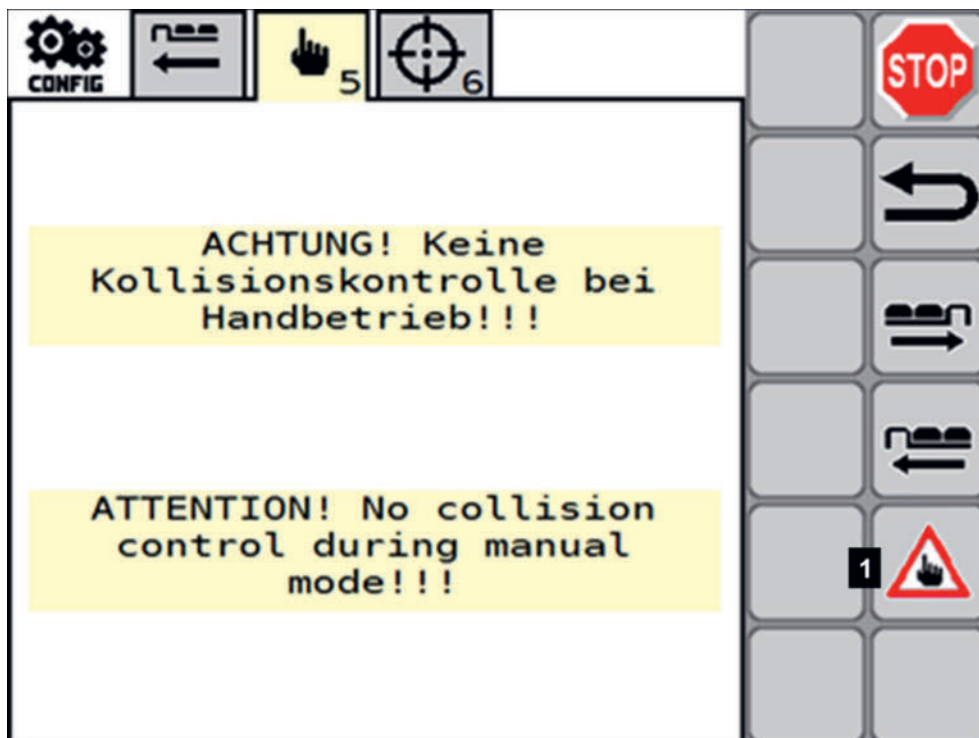 CONFIG
5
6
STOP
ACHTUNG! Keine
Kollisionskontrolle bei
Handbetrieb!!!
ATTENTION! No collision
control during manual
mode!!!
1